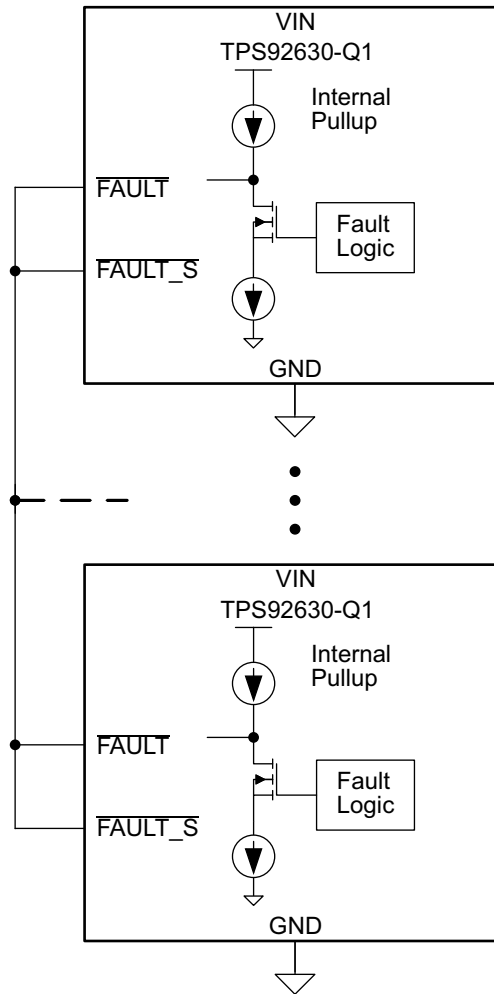 VIN
TPS92630-Q1
Internal
Pullup
FAULT
Fault
Logic
FAULT_S
GND
VIN
TPS92630-Q1
Internal
Pullup
FAULT
Fault
Logic
FAULT_S
GND